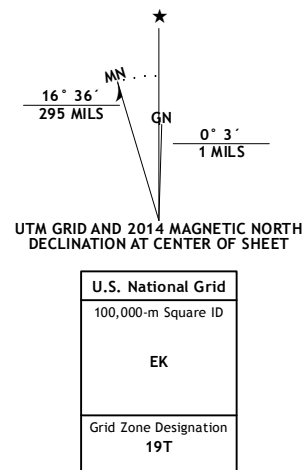 ★
MN
GN
16° 36´
295 MILS
0° 3´
1 MILS
UTM GRID AND 2014 MAGNETIC NORTH
DECLINATION AT CENTER OF SHEET
U.S. National Grid
100,000-m Square ID
EK
Grid Zone Designation
19T